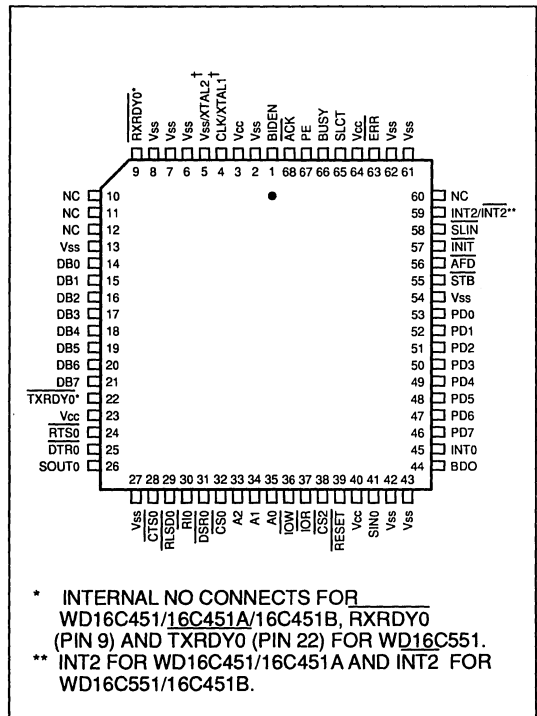 RXRDY0* Vss Vss Vss Vss/XTAL2† CLK/XTAL1† Vcc Vss BIDEN ACK PE BUSY SLCT Vcc ERR Vss Vss
9 8 7 6 5 4 3 2 1 68 67 66 65 64 63 62 61
NC 10 60 NC
NC 11 59 INT2/INT2**
NC 12 58 SLIN
Vss 13 57 INIT
DB0 14 56 AFD
DB1 15 55 STB
DB2 16 54 Vss
DB3 17 53 PD0
DB4 18 52 PD1
DB5 19 51 PD2
DB6 20 50 PD3
DB7 21 49 PD4
TXRDY0* 22 48 PD5
Vcc 23 47 PD6
RTS0 24 46 PD7
DTR0 25 45 INT0
SOUT0 26 44 BDO
27 28 29 30 31 32 33 34 35 36 37 38 39 40 41 42 43
Vss CTS0 RLSD0 RI0 DSR0 CS0 A2 A1 A0 IOW IOR CS2 RESET Vcc SIN0 Vss Vss
* INTERNAL NO CONNECTS FOR
WD16C451/16C451A/16C451B, RXRDY0
(PIN 9) AND TXRDY0 (PIN 22) FOR WD16C551.
** INT2 FOR WD16C451/16C451A AND INT2 FOR
WD16C551/16C451B.